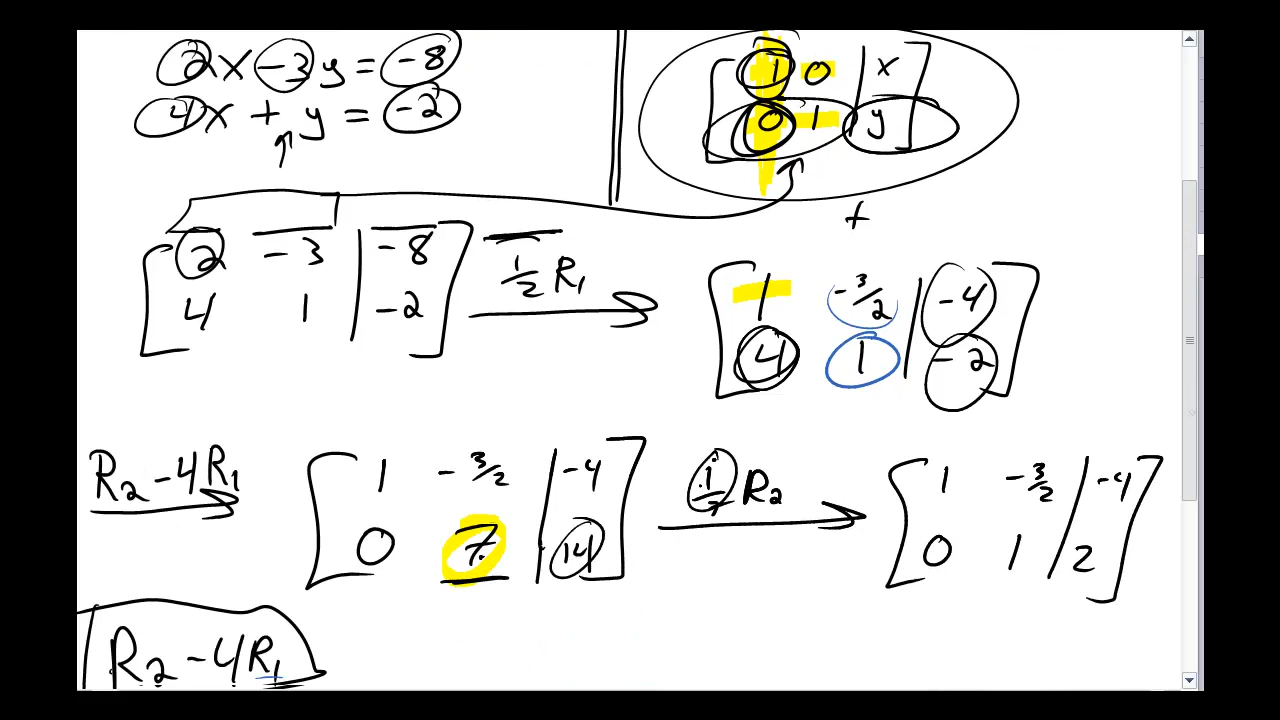 2x - 3y = -8
4x + y = -2
[1 0 | x]
[0 1 | y]
+
[2 -3 | -8]
[4 1 | -2]
1/2 R1
[1 -3/2 | -4]
[4 1 | -2]
R2 - 4R1
[1 -3/2 | -4]
[0 7 | 14]
1/7 R2
[1 -3/2 | -4]
[0 1 | 2]
R2 - 4R1